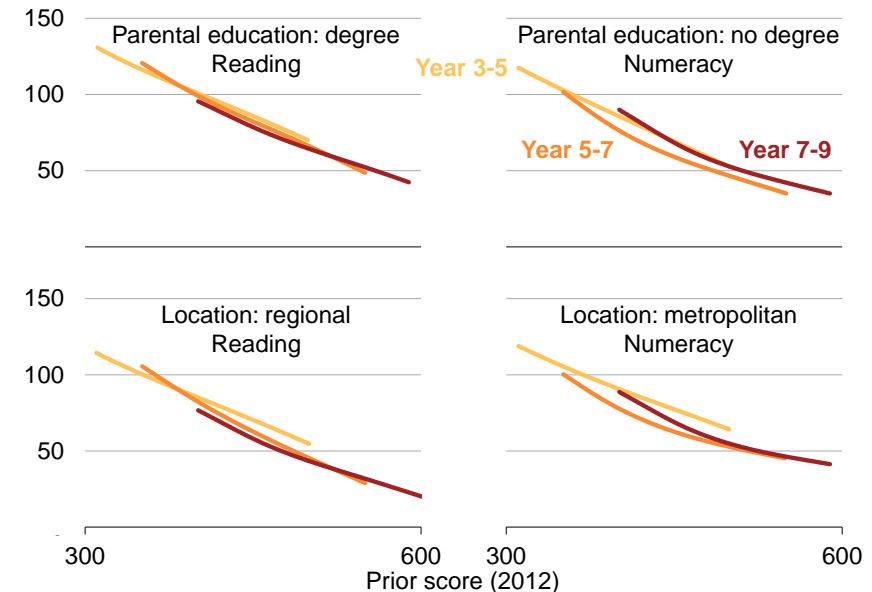 150
Parental education: degree
Reading
Parental education: no degree
Numeracy
Year 3-5
100
Year 5-7
Year 7-9
50
150
Location: regional
Reading
Location: metropolitan
Numeracy
100
50
-
300
600
300
600
Prior score (2012)